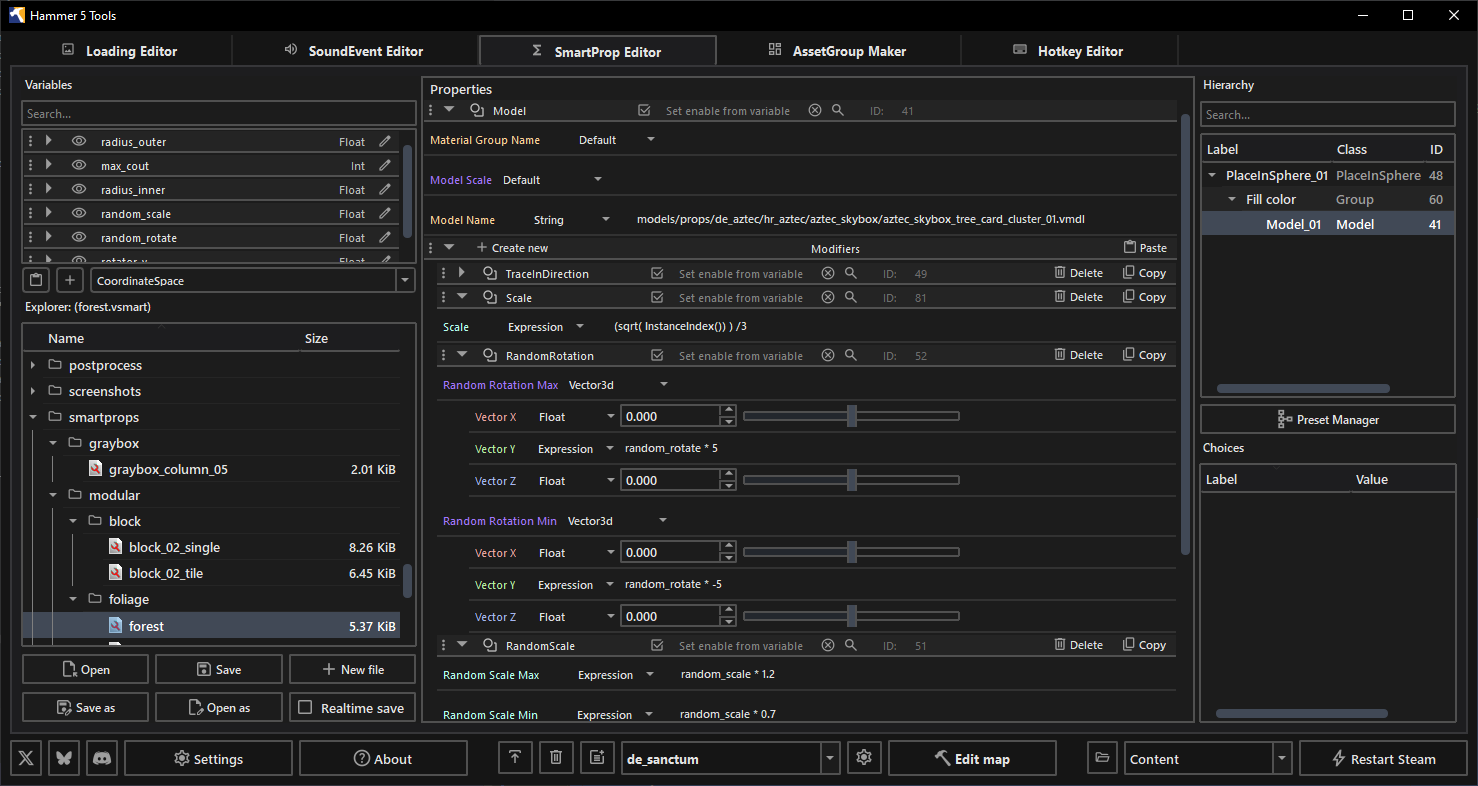 Hammer 5 Tools
Loading Editor
SoundEvent Editor
SmartProp Editor
AssetGroup Maker
Hotkey Editor
Variables
Search...
radius_outer Float
max_cout Int
radius_inner Float
random_scale Float
random_rotate Float
rotator_y Float
CoordinateSpace
Explorer: (forest.vsmart)
Name Size
postprocess
screenshots
smartprops
graybox
graybox_column_05 2.01 KiB
modular
block
block_02_single 8.26 KiB
block_02_tile 6.45 KiB
foliage
forest 5.37 KiB
Open Save New file
Save as Open as Realtime save
Properties
Model Set enable from variable ID: 41
Material Group Name Default
Model Scale Default
Model Name String models/props/de_aztec/hr_aztec/aztec_skybox/aztec_skybox_tree_card_cluster_01.vmdl
Create new Modifiers Paste
TraceInDirection Set enable from variable ID: 49 Delete Copy
Scale Set enable from variable ID: 81 Delete Copy
Scale Expression (sqrt( InstanceIndex()) ) /3
RandomRotation Set enable from variable ID: 52 Delete Copy
Random Rotation Max Vector3d
Vector X Float 0.000
Vector Y Expression random_rotate * 5
Vector Z Float 0.000
Random Rotation Min Vector3d
Vector X Float 0.000
Vector Y Expression random_rotate * -5
Vector Z Float 0.000
RandomScale Set enable from variable ID: 51 Delete Copy
Random Scale Max Expression random_scale * 1.2
Random Scale Min Expression random_scale * 0.7
Hierarchy
Search...
Label Class ID
PlaceInSphere_01 PlaceInSphere 48
Fill color Group 60
Model_01 Model 41
Preset Manager
Choices
Label Value
Settings About de_sanctum Edit map Content Restart Steam